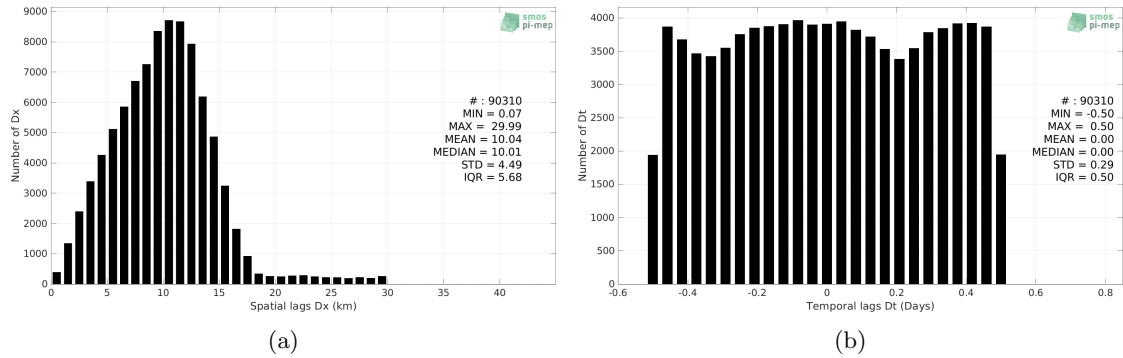 smos
pi-mep
Number of Dx
9000
8000
7000
6000
5000
4000
3000
2000
1000
0
# : 90310
MIN = 0.07
MAX = 29.99
MEAN = 10.04
MEDIAN = 10.01
STD = 4.49
IQR = 5.68
0 5 10 15 20 25 30 35 40
Spatial lags Dx (km)
(a)
smos
pi-mep
Number of Dt
4000
3500
3000
2500
2000
1500
1000
500
0
# : 90310
MIN = -0.50
MAX = 0.50
MEAN = 0.00
MEDIAN = 0.00
STD = 0.29
IQR = 0.50
-0.6 -0.4 -0.2 0 0.2 0.4 0.6 0.8
Temporal lags Dt (Days)
(b)